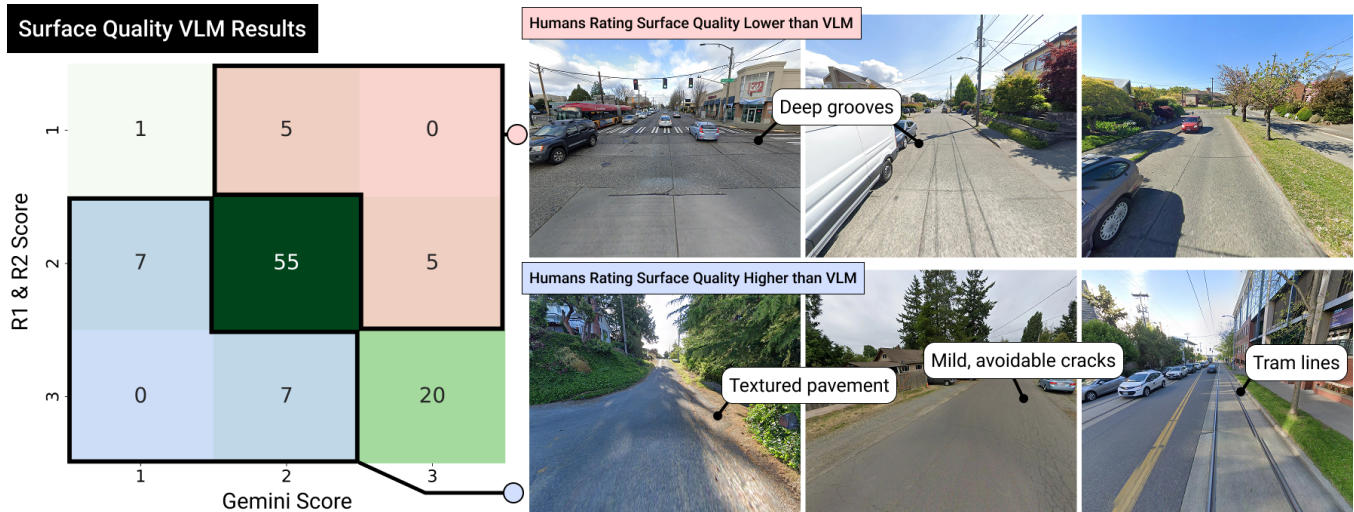 Surface Quality VLM Results
R1 & R2 Score
1
2
3
1 5 0
7 55 5
0 7 20
1 2 3
Gemini Score
Humans Rating Surface Quality Lower than VLM
Deep grooves
Humans Rating Surface Quality Higher than VLM
Textured pavement
Mild, avoidable cracks
Tram lines